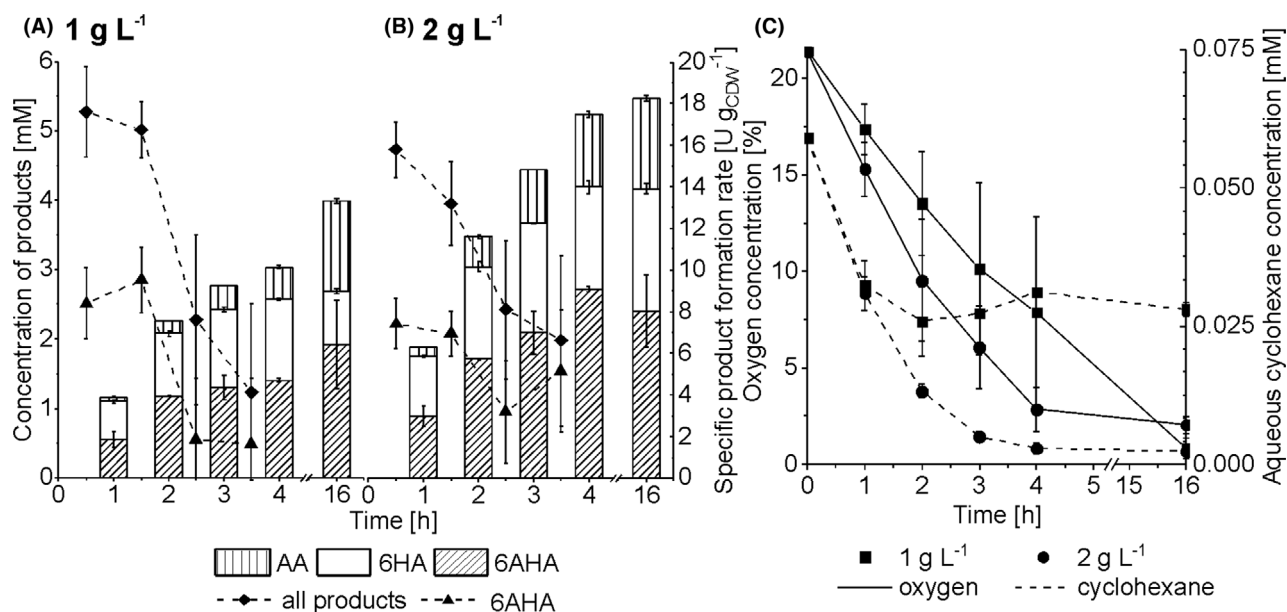 (A) 1 g L⁻¹
(B) 2 g L⁻¹
(C)
Concentration of products [mM]
6
5
4
3
2
1
0
0 1 2 3 4 16
0 1 2 3 4 16
Time [h]
20
18
16
14
12
10
8
6
4
2
0
Specific product formation rate [U g_CDW⁻¹]
Oxygen concentration [%]
20
15
10
5
0
0 1 2 3 4 5 15 16
Time [h]
0.075
0.050
0.025
0.000
Aqueous cyclohexane concentration [mM]
AA 6HA 6AHA
all products 6AHA
1 g L⁻¹ 2 g L⁻¹
oxygen cyclohexane